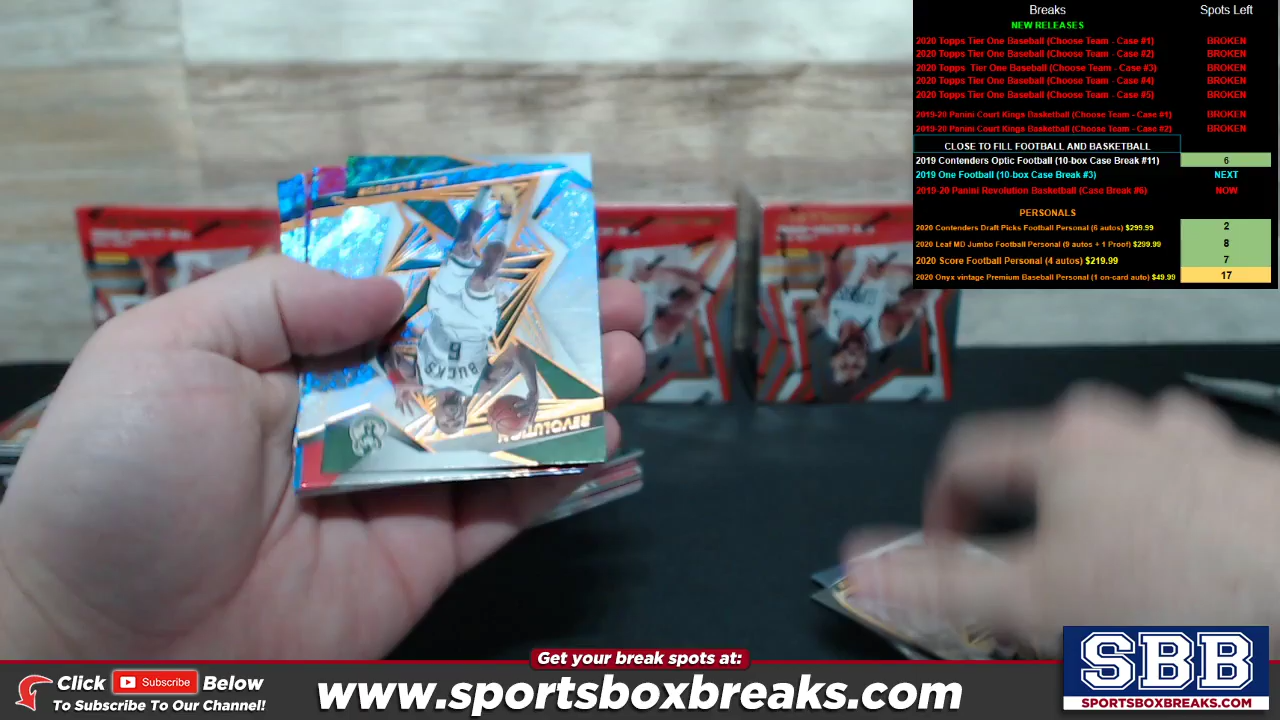 Breaks Spots Left
NEW RELEASES
2020 Topps Tier One Baseball (Choose Team - Case #1) BROKEN
2020 Topps Tier One Baseball (Choose Team - Case #2) BROKEN
2020 Topps Tier One Baseball (Choose Team - Case #3) BROKEN
2020 Topps Tier One Baseball (Choose Team - Case #4) BROKEN
2020 Topps Tier One Baseball (Choose Team - Case #5) BROKEN
2019-20 Panini Court Kings Basketball (Choose Team - Case #1) BROKEN
2019-20 Panini Court Kings Basketball (Choose Team - Case #2) BROKEN
CLOSE TO FILL FOOTBALL AND BASKETBALL
2019 Contenders Optic Football (10-box Case Break #11) 6
2019 One Football (10-box Case Break #3) NEXT
2019-20 Panini Revolution Basketball (Case Break #6) NOW
PERSONALS
2020 Contenders Draft Picks Football Personal (6 autos) $299.99 2
2020 Leaf MD Jumbo Football Personal (9 autos + 1 Proof) $299.99 8
2020 Score Football Personal (4 autos) $219.99 7
2020 Onyx vintage Premium Baseball Personal (1 on-card auto) $49.99 17
ERIC BLEDSOE
6
BUCKS
REVOLUTION
Get your break spots at:
www.sportsboxbreaks.com
Click Subscribe Below
To Subscribe To Our Channel!
SBB
SPORTSBOXBREAKS.COM